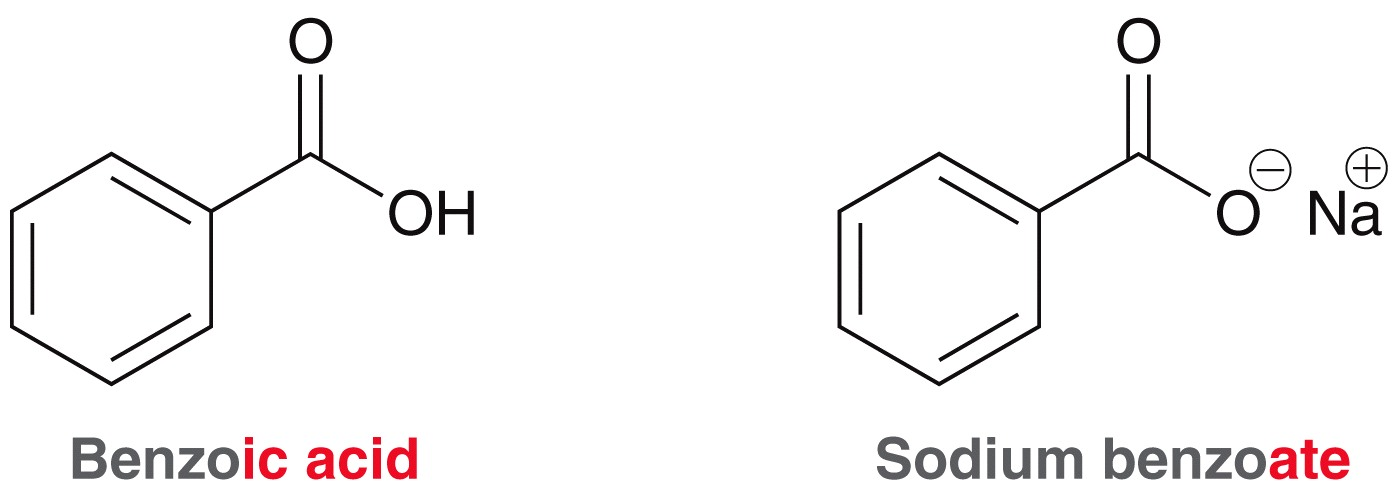 O
OH
Benzoic acid
O
O⊖ Na⊕
Sodium benzoate